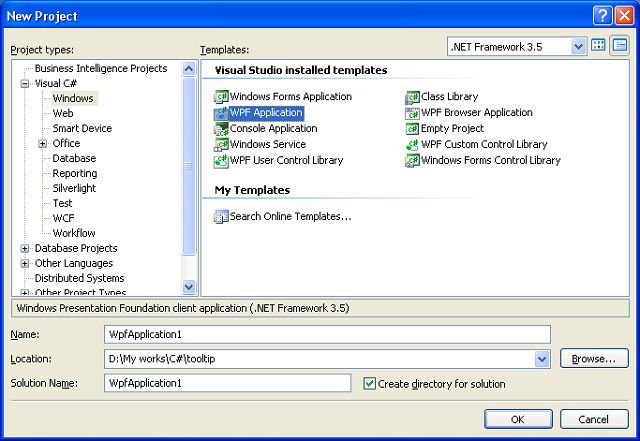 New Project
Project types:
Templates:
.NET Framework 3.5
Business Intelligence Projects
Visual C#
Windows
Web
Smart Device
Office
Database
Reporting
Silverlight
Test
WCF
Workflow
Database Projects
Other Languages
Distributed Systems
Other Project Types
Visual Studio installed templates
Windows Forms Application
Class Library
WPF Application
WPF Browser Application
Console Application
Empty Project
Windows Service
WPF Custom Control Library
WPF User Control Library
Windows Forms Control Library
My Templates
Search Online Templates...
Windows Presentation Foundation client application (.NET Framework 3.5)
Name:
WpfApplication1
Location:
D:\My works\C#\tooltip
Browse...
Solution Name:
WpfApplication1
Create directory for solution
OK
Cancel